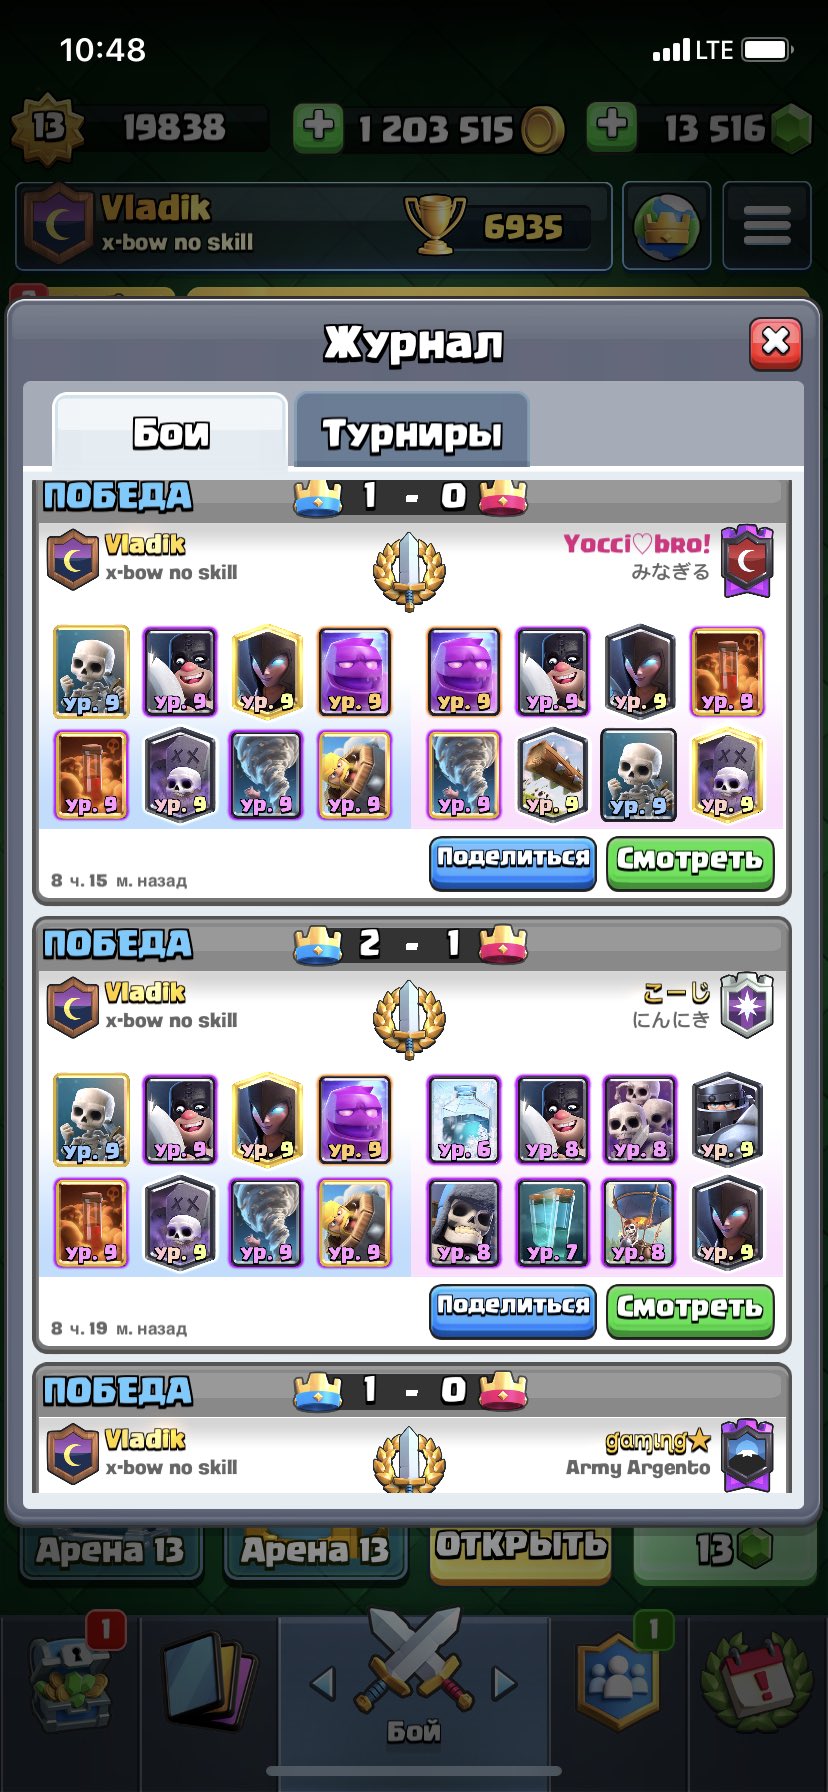 10:48 LTE
13 19838 1 203 515 13 516
Vladik
x-bow no skill
6935
Журнал
Бои Турниры
ПОБЕДА 1 - 0
Vladik Yocci♡bro!
x-bow no skill みなぎる
ур. 9 ур. 9 ур. 9 ур. 9 ур. 9 ур. 9 ур. 9 ур. 9
ур. 9 ур. 9 ур. 9 ур. 9 ур. 9 ур. 9 ур. 9 ур. 9
8 ч. 15 м. назад Поделиться Смотреть
ПОБЕДА 2 - 1
Vladik こーじ
x-bow no skill にんにき
ур. 9 ур. 9 ур. 9 ур. 9 ур. 6 ур. 8 ур. 8 ур. 9
ур. 9 ур. 9 ур. 9 ур. 9 ур. 8 ур. 7 ур. 8 ур. 9
8 ч. 19 м. назад Поделиться Смотреть
ПОБЕДА 1 - 0
Vladik gaming★
x-bow no skill Army Argento
Арена 13 Арена 13 ОТКРЫТЬ 13
1 1
Бой